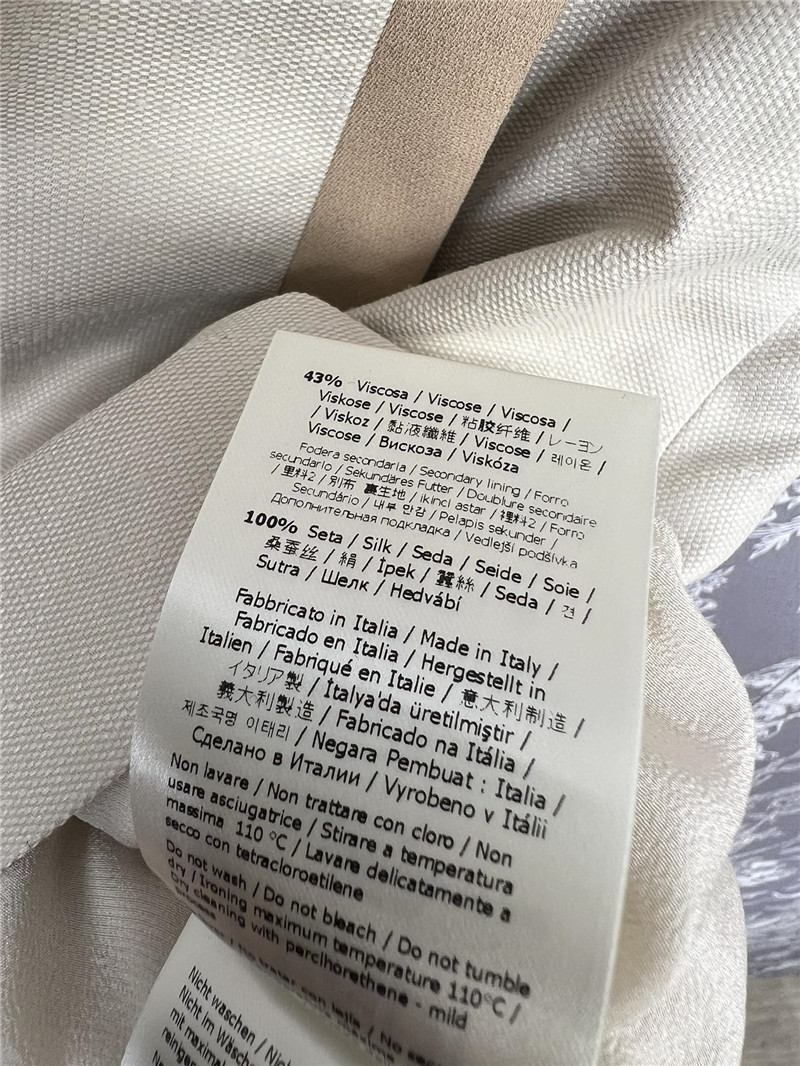 43% Viscosa / Viscose / Viscosa /
Viskose / Viscose / 粘胶纤维 / レーヨン
/ Viskoz / 黏液纖維 / Viscose / 레이온 /
Viscose / Вискоза / Viskóza
Fodera secondaria / Secondary lining / Forro
secundario / Sekundäres Futter / Doublure secondaire
/ 里料2 / 別布 裏生地 / ikinci astar / 裡料2 / Forro
Secundário / 내부 안감 / Pelapis sekunder /
Дополнительная подкладка / Vedlejší podšívka
100% Seta / Silk / Seda / Seide / Soie /
桑蚕丝 / 絹 / İpek / 蠶絲 / Seda / 견 /
Sutra / Шелк / Hedvábí
Fabbricato in Italia / Made in Italy /
Fabricado en Italia / Hergestellt in
Italien / Fabriqué en Italie / 意大利制造 /
イタリア製 / İtalya'da üretilmiştir /
義大利製造 / Fabricado na Itália /
제조국명 이태리 / Negara Pembuat : Italia /
Сделано в Италии / Vyrobeno v Itálii
Non lavare / Non trattare con cloro / Non
usare asciugatrice / Stirare a temperatura
massima 110 °C / Lavare delicatamente a
secco con tetracloroetilene
Do not wash / Do not bleach / Do not tumble
dry / Ironing maximum temperature 110°C /
Dry cleaning with perclhorethene - mild
process
Nicht waschen / Nicht
Nicht im Wäsche
mit maximal
reinigen